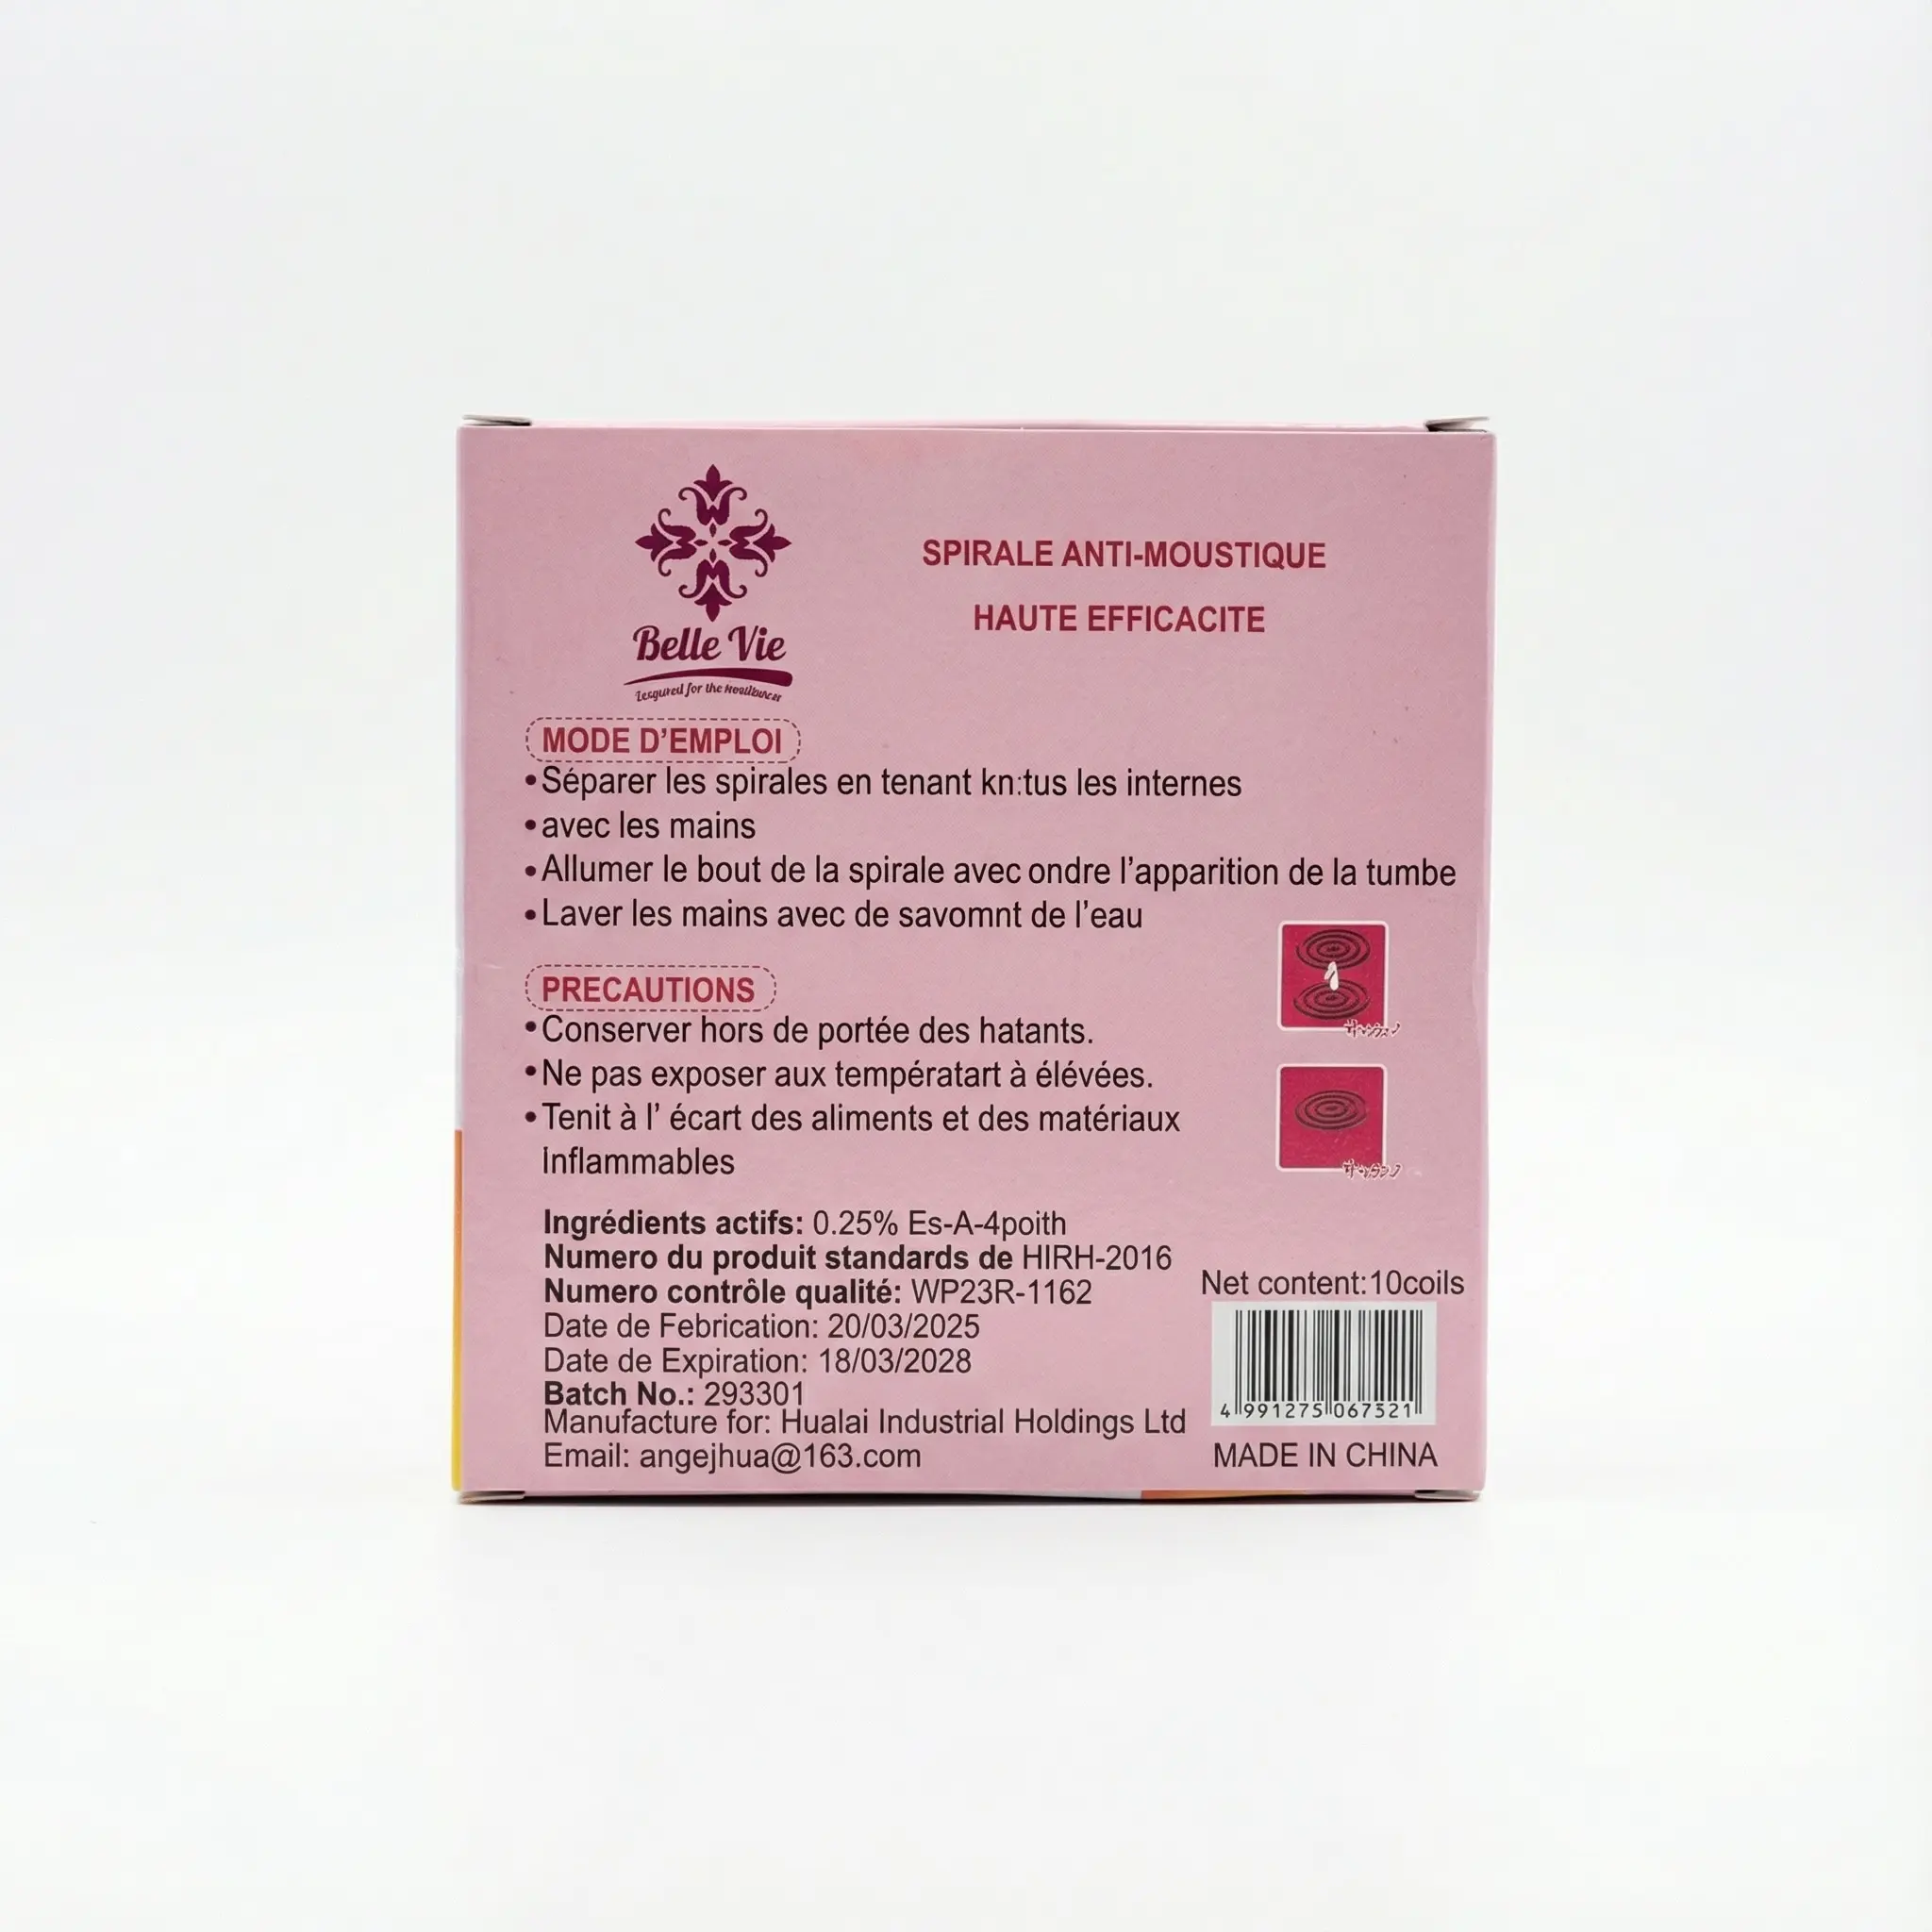 Belle Vie
for the
SPIRALE ANTI-MOUSTIQUE
HAUTE EFFICACITE
MODE D'EMPLOI
•Séparer les spirales en tenant kn:tus les internes
•avec les mains
•Allumer le bout de la spirale avec ondre l'apparition de la tumbe
•Laver les mains avec de savomnt de l'eau
PRECAUTIONS
•Conserver hors de portée des hatants.
•Ne pas exposer aux températart à élévées.
•Tenit à l' écart des aliments et des matériaux
Inflammables
Ingrédients actifs: 0.25% Es-A-4poith
Numero du produit standards de HIRH-2016
Numero contrôle qualité: WP23R-1162
Date de Febrication: 20/03/2025
Date de Expiration: 18/03/2028
Batch No.: 293301
Manufacture for: Hualai Industrial Holdings Ltd
Email: angejhua@163.com
Net content:10coils
4 991275 067321
MADE IN CHINA